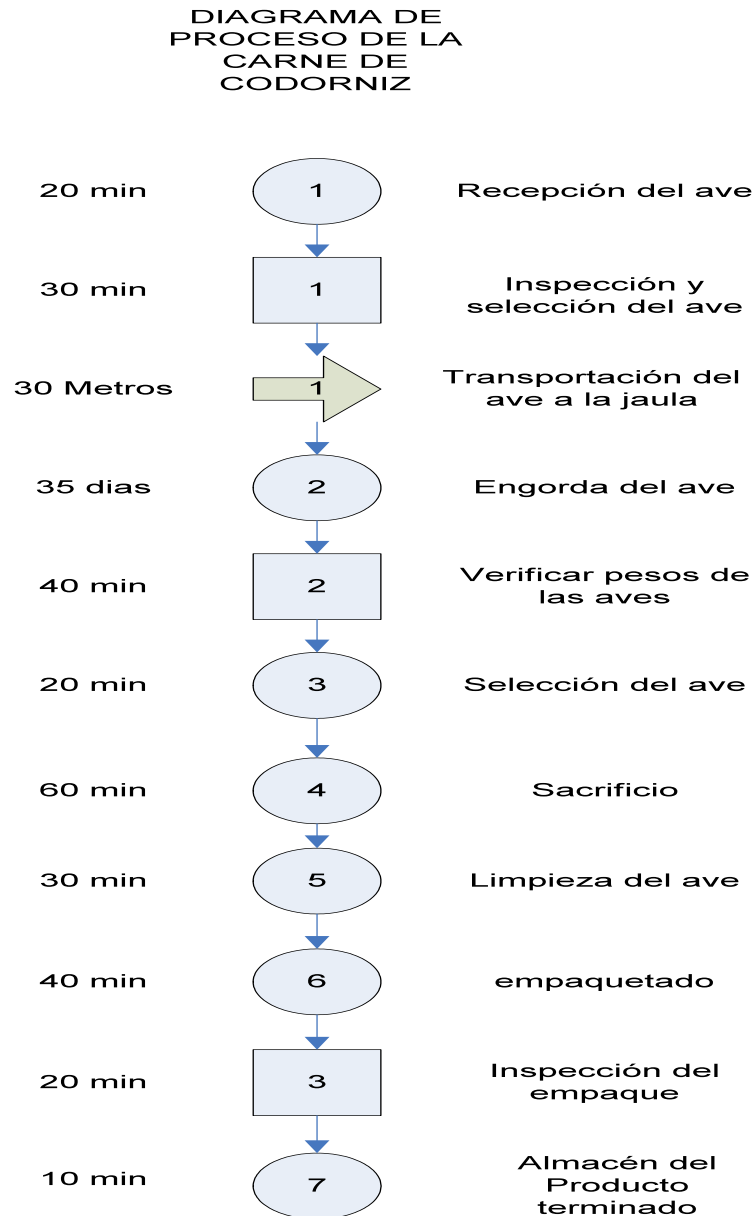 DIAGRAMA DE
PROCESO DE LA
CARNE DE
CODORNIZ
20 min
1
Recepción del ave
30 min
1
Inspección y
selección del ave
30 Metros
1
Transportación del
ave a la jaula
35 dias
2
Engorda del ave
40 min
2
Verificar pesos de
las aves
20 min
3
Selección del ave
60 min
4
Sacrificio
30 min
5
Limpieza del ave
40 min
6
empaquetado
20 min
3
Inspección del
empaque
10 min
7
Almacén del
Producto
terminado